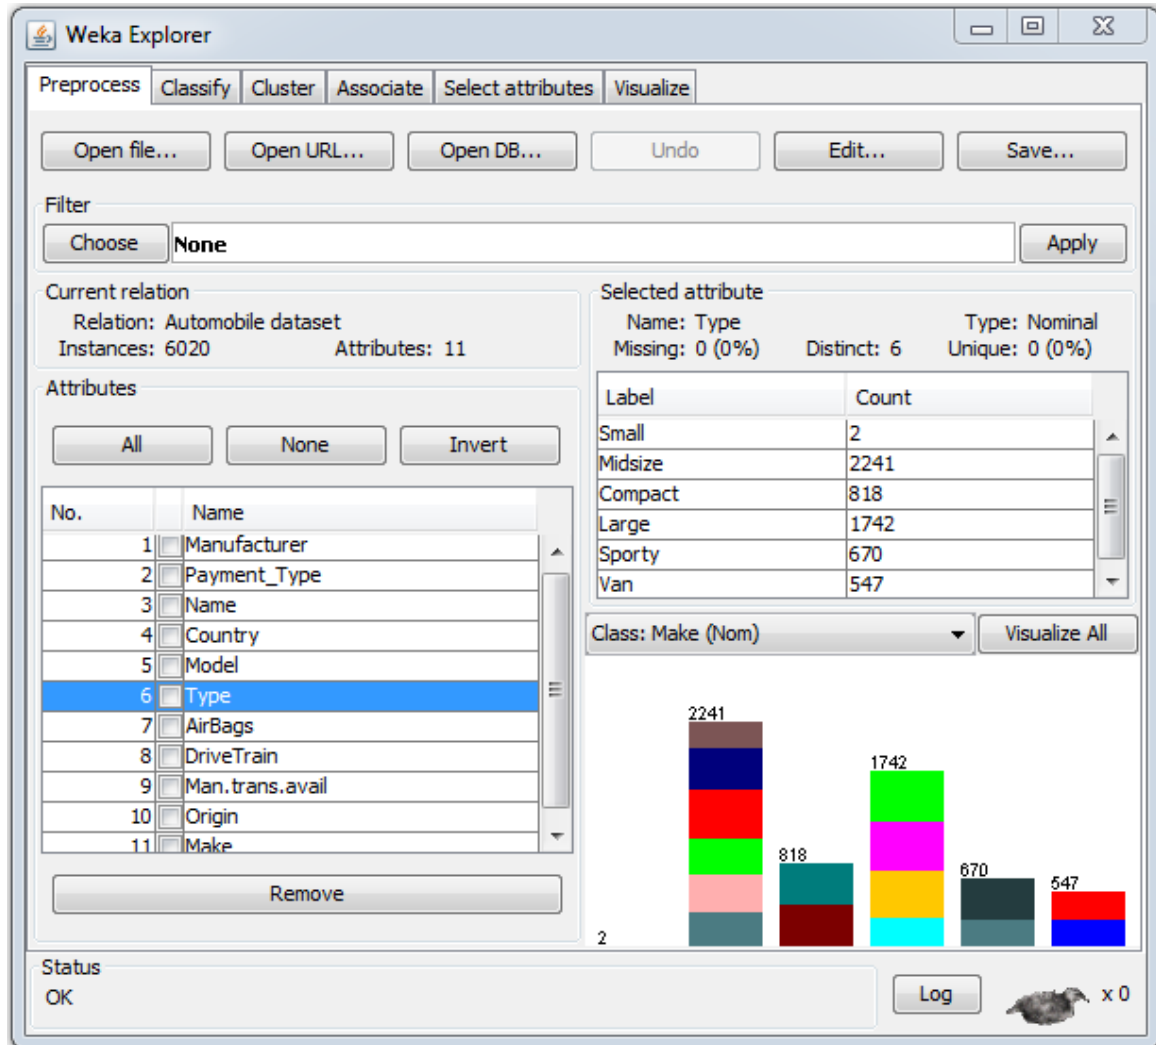 Weka Explorer
Preprocess Classify Cluster Associate Select attributes Visualize
Open file... Open URL... Open DB... Undo Edit... Save...
Filter
Choose None Apply
Current relation
Relation: Automobile dataset
Instances: 6020 Attributes: 11
Selected attribute
Name: Type Type: Nominal
Missing: 0 (0%) Distinct: 6 Unique: 0 (0%)
Attributes
All None Invert
No. Name
1 Manufacturer
2 Payment_Type
3 Name
4 Country
5 Model
6 Type
7 AirBags
8 DriveTrain
9 Man.trans.avail
10 Origin
11 Make
Remove
Label Count
Small 2
Midsize 2241
Compact 818
Large 1742
Sporty 670
Van 547
Class: Make (Nom) Visualize All
2241
1742
818
670
547
2
Status
OK
Log x 0